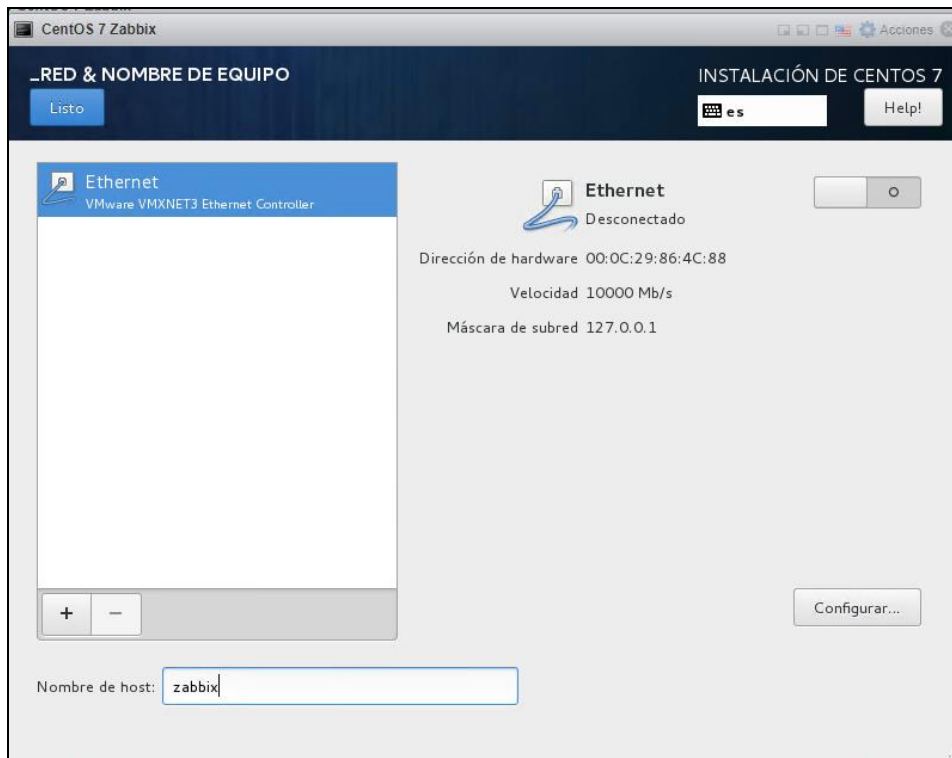 CentOS 7 Zabbix
Acciones
_RED & NOMBRE DE EQUIPO
INSTALACIÓN DE CENTOS 7
Listo
es
Help!
Ethernet
VMware VMXNET3 Ethernet Controller
Ethernet
Desconectado
Dirección de hardware 00:0C:29:86:4C:88
Velocidad 10000 Mb/s
Máscara de subred 127.0.0.1
+ −
Configurar...
Nombre de host: zabbix